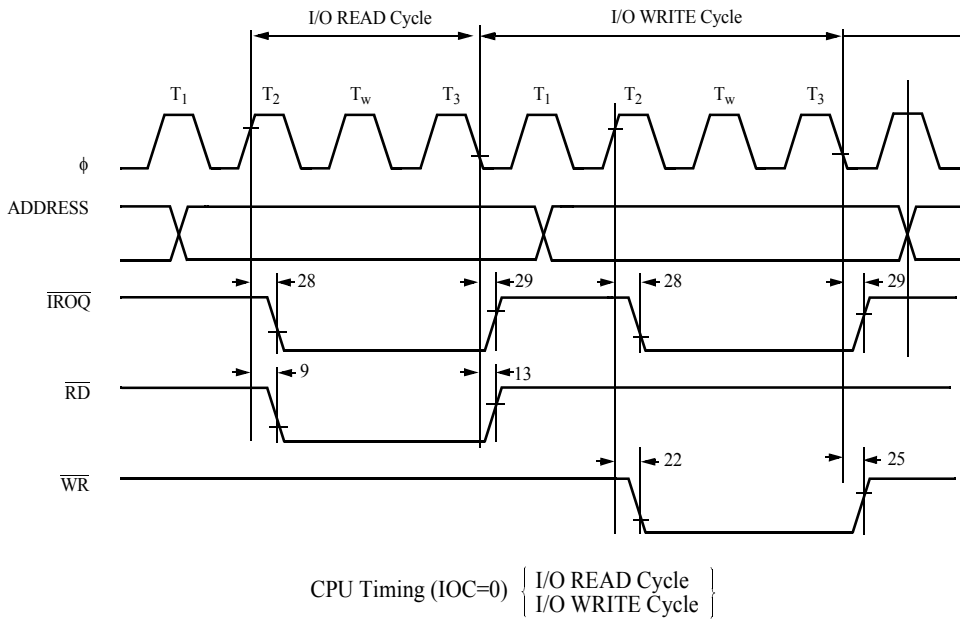 I/O READ Cycle I/O WRITE Cycle
T1 T2 Tw T3 T1 T2 Tw T3
ϕ
ADDRESS
28 29 28 29
IROQ
9 13
RD
22 25
WR
CPU Timing (IOC=0) { I/O READ Cycle
I/O WRITE Cycle }